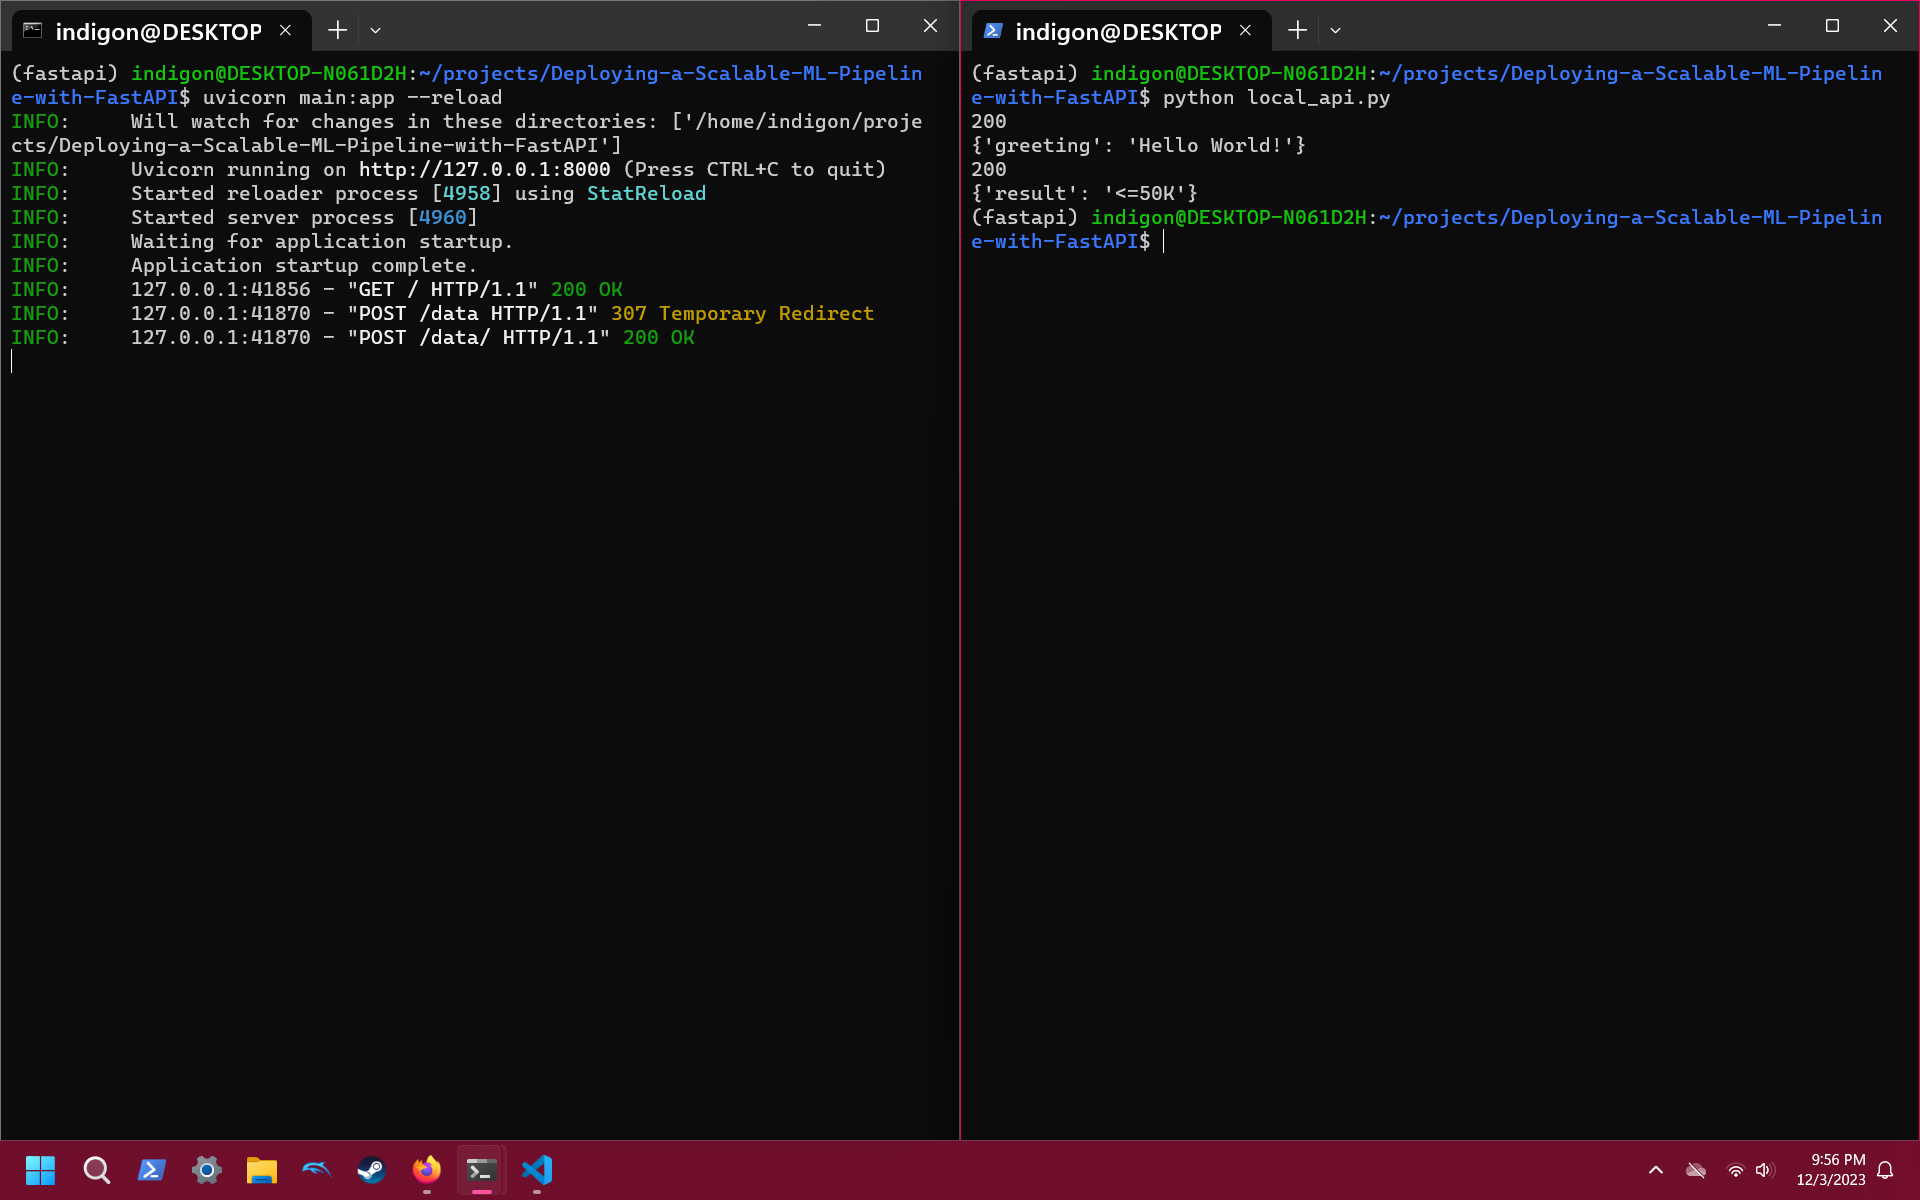 indigon@DESKTOP
(fastapi) indigon@DESKTOP-N061D2H:~/projects/Deploying-a-Scalable-ML-Pipelin
e-with-FastAPI$ uvicorn main:app --reload
INFO:     Will watch for changes in these directories: ['/home/indigon/proje
cts/Deploying-a-Scalable-ML-Pipeline-with-FastAPI']
INFO:     Uvicorn running on http://127.0.0.1:8000 (Press CTRL+C to quit)
INFO:     Started reloader process [4958] using StatReload
INFO:     Started server process [4960]
INFO:     Waiting for application startup.
INFO:     Application startup complete.
INFO:     127.0.0.1:41856 - "GET / HTTP/1.1" 200 OK
INFO:     127.0.0.1:41870 - "POST /data HTTP/1.1" 307 Temporary Redirect
INFO:     127.0.0.1:41870 - "POST /data/ HTTP/1.1" 200 OK
indigon@DESKTOP
(fastapi) indigon@DESKTOP-N061D2H:~/projects/Deploying-a-Scalable-ML-Pipelin
e-with-FastAPI$ python local_api.py
200
{'greeting': 'Hello World!'}
200
{'result': '<=50K'}
(fastapi) indigon@DESKTOP-N061D2H:~/projects/Deploying-a-Scalable-ML-Pipelin
e-with-FastAPI$
9:56 PM
12/3/2023